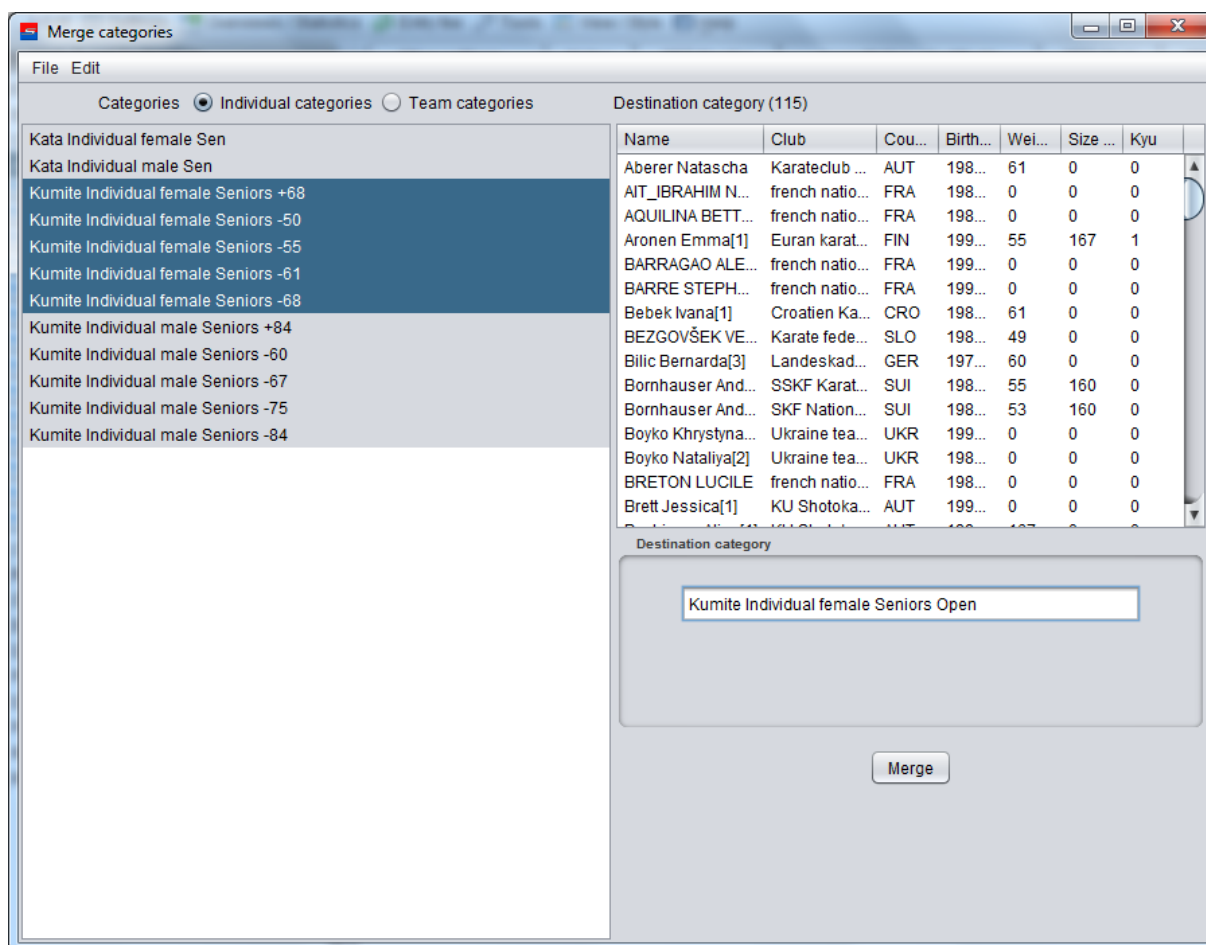 Merge categories
File Edit
Categories Individual categories Team categories
Destination category (115)
Kata Individual female Sen
Kata Individual male Sen
Kumite Individual female Seniors +68
Kumite Individual female Seniors -50
Kumite Individual female Seniors -55
Kumite Individual female Seniors -61
Kumite Individual female Seniors -68
Kumite Individual male Seniors +84
Kumite Individual male Seniors -60
Kumite Individual male Seniors -67
Kumite Individual male Seniors -75
Kumite Individual male Seniors -84
Name Club Cou... Birth... Wei... Size ... Kyu
Aberer Natascha Karateclub ... AUT 198... 61 0 0
AIT_IBRAHIM N... french natio... FRA 198... 0 0 0
AQUILINA BETT... french natio... FRA 198... 0 0 0
Aronen Emma[1] Euran karat... FIN 199... 55 167 1
BARRAGAO ALE... french natio... FRA 199... 0 0 0
BARRE STEPH... french natio... FRA 199... 0 0 0
Bebek Ivana[1] Croatien Ka... CRO 198... 61 0 0
BEZGOVŠEK VE... Karate fede... SLO 198... 49 0 0
Bilic Bernarda[3] Landeskad... GER 197... 60 0 0
Bornhauser And... SSKF Karat... SUI 198... 55 160 0
Bornhauser And... SKF Nation... SUI 198... 53 160 0
Boyko Khrystyna... Ukraine tea... UKR 199... 0 0 0
Boyko Nataliya[2] Ukraine tea... UKR 198... 0 0 0
BRETON LUCILE french natio... FRA 198... 0 0 0
Brett Jessica[1] KU Shotoka... AUT 199... 0 0 0
Destination category
Kumite Individual female Seniors Open
Merge